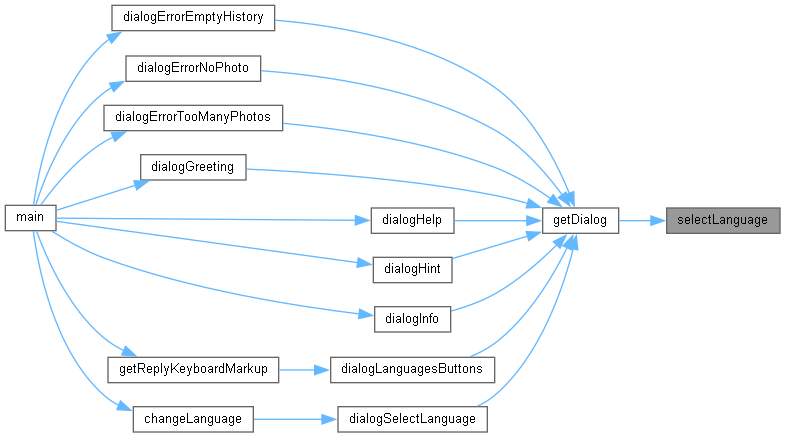 dialogErrorEmptyHistory
dialogErrorNoPhoto
dialogErrorTooManyPhotos
dialogGreeting
main
dialogHelp
getDialog
selectLanguage
dialogHint
dialogInfo
getReplyKeyboardMarkup
dialogLanguagesButtons
changeLanguage
dialogSelectLanguage